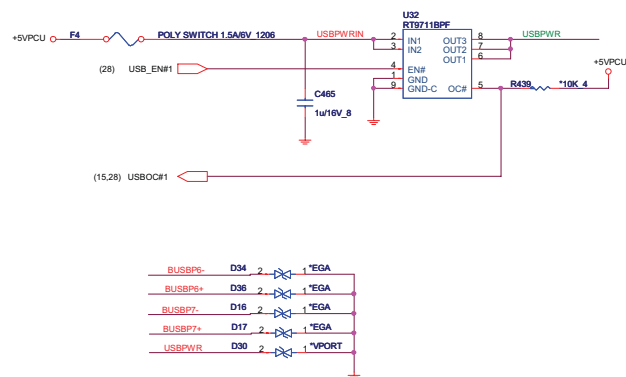 U32
RT9711BPF
+5VPCU F4 POLY SWITCH 1.5A/6V_1206 USBPWRIN 2 IN1 OUT3 8 USBPWR
3 IN2 OUT2 7
OUT1 6
+5VPCU
(28) USB_EN#1 4 EN#
1 GND
9 GND-C OC# 5 R439 *10K_4
C465
1u/16V_8
(15,28) USBOC#1
BUSBP6- D34 2 1 *EGA
BUSBP6+ D36 2 1 *EGA
BUSBP7- D16 2 1 *EGA
BUSBP7+ D17 2 1 *EGA
USBPWR D30 2 1 *VPORT